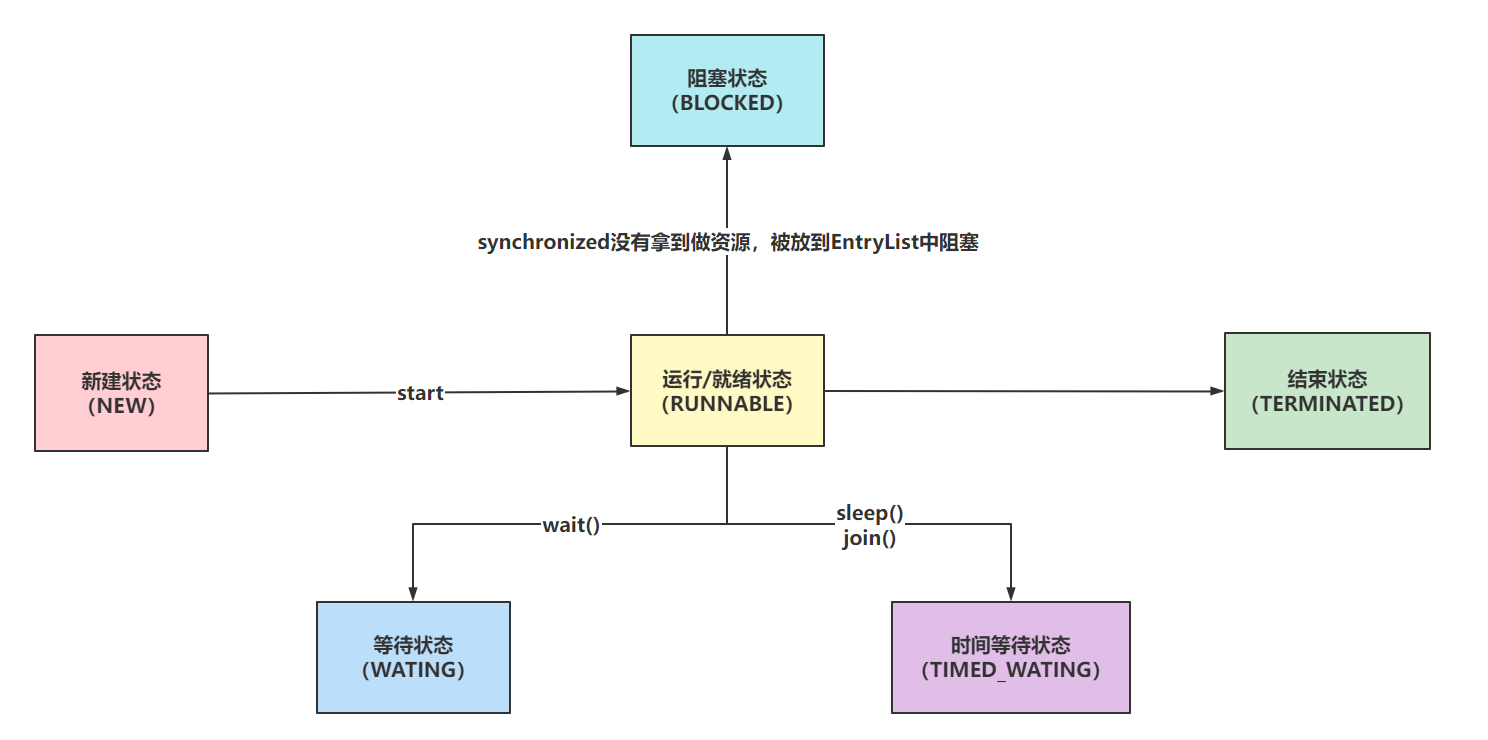 阻塞状态
（BLOCKED）
synchronized没有拿到做资源，被放到EntryList中阻塞
新建状态
（NEW）
start
运行/就绪状态
（RUNNABLE）
结束状态
（TERMINATED）
wait()
sleep()
join()
等待状态
（WATING）
时间等待状态
（TIMED_WATING）